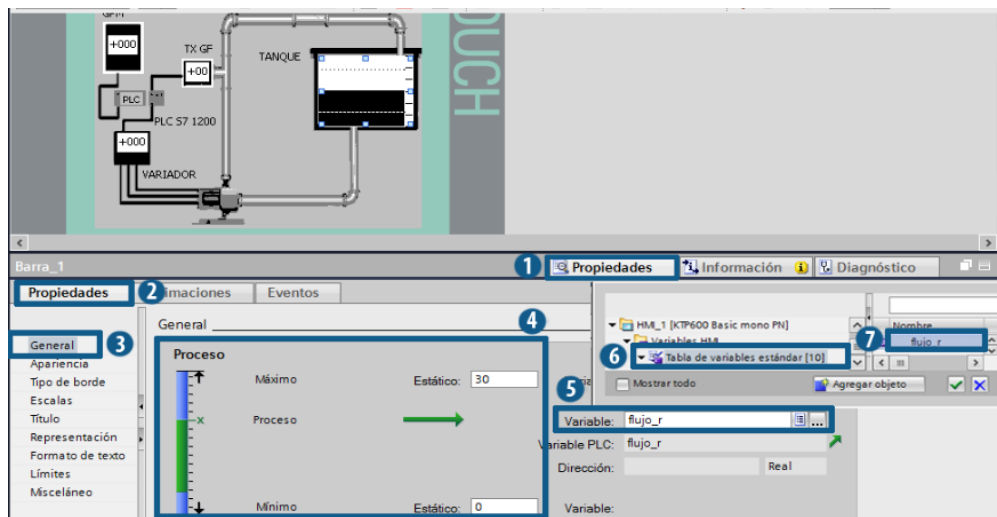 GPM
+000
TX GF
+00
TANQUE
OUCH
PLC
PLC S7 1200
+000
VARIADOR
Barra_1
1 Propiedades Información Diagnóstico
Propiedades 2 Eventos
General 4
General 3
Apariencia
Tipo de borde
Escalas
Título
Representación
Formato de texto
Límites
Misceláneo
Proceso
Máximo Estático: 30
Proceso
Mínimo Estático: 0
HMI_1 [KTP600 Basic mono PN]
Variables HMI
6 Tabla de variables estándar [10]
Nombre
7 flujo_r
Mostrar todo Agregar objeto
5
Variable: flujo_r ...
Variable PLC: flujo_r
Dirección: Real
Variable: